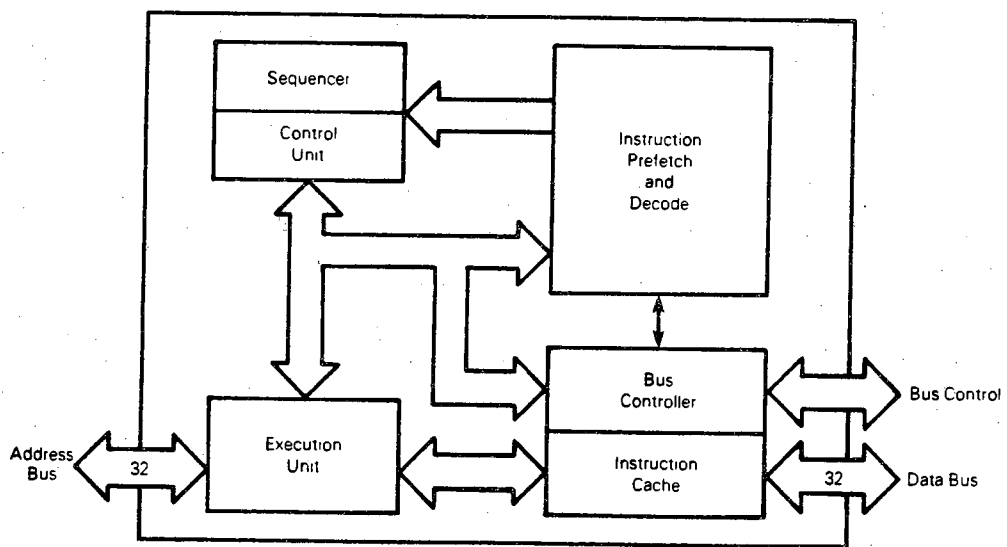 Sequencer
Control
Unit
Instruction
Prefetch
and
Decode
Bus
Controller
Bus Control
Address
Bus
32
Execution
Unit
Instruction
Cache
32
Data Bus